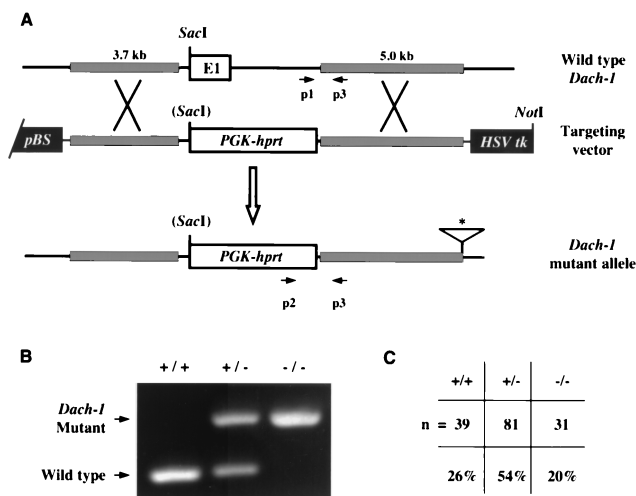 A
SacI
3.7 kb
E1
5.0 kb
Wild type
Dach-1
p1
p3
(SacI)
NotI
pBS
PGK-hprt
HSV tk
Targeting
vector
(SacI)
*
PGK-hprt
Dach-1
mutant allele
p2
p3
B
+/+
+/-
-/-
Dach-1
Mutant
Wild type
C
+/+
+/-
-/-
n = 39
81
31
26%
54%
20%